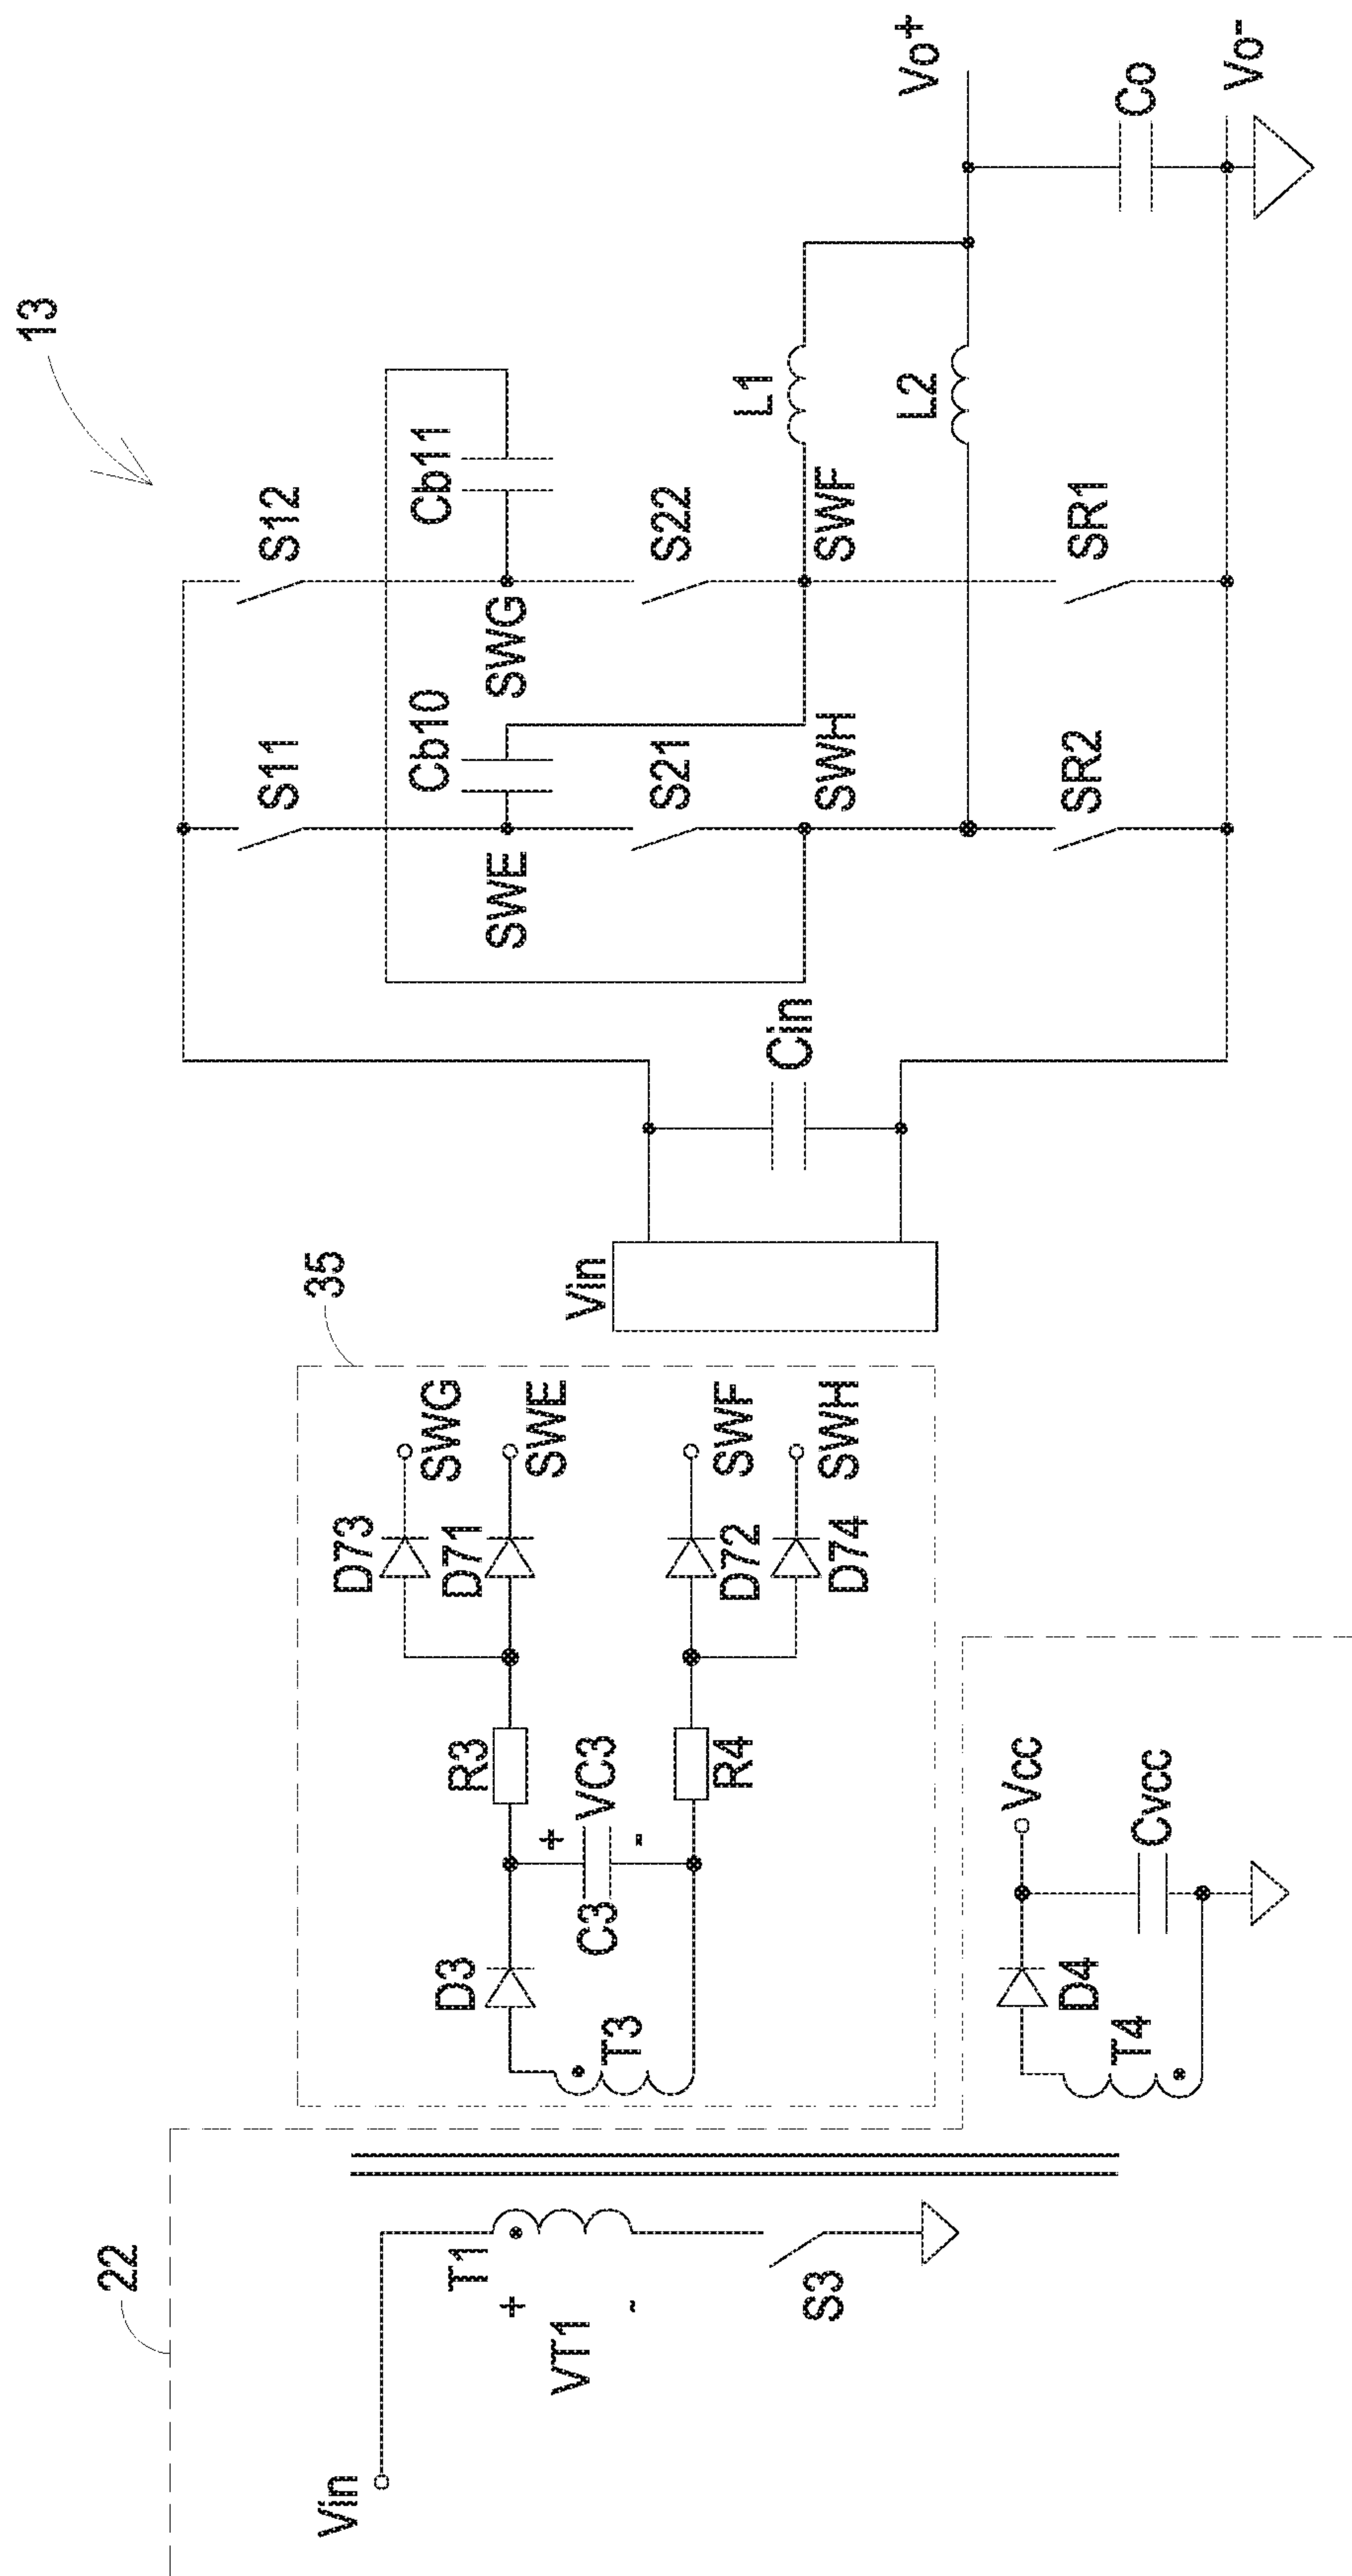 13
S11
S12
Cb10
Cb11
SWE
SWG
S21
S22
L1
SWH
SWF
L2
Vo+
SR2
SR1
Co
Vo-
Cin
Vin
35
D73
SWG
D71
SWE
R3
D3
+
C3
VC3
-
T3
R4
D72
SWF
D74
SWH
22
Vin
T1
+
VT1
-
S3
Vcc
D4
T4
Cvcc